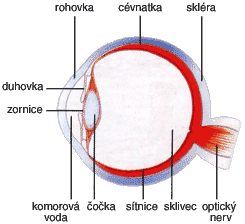 rohovka cévnatka skléra
duhovka
zornice
komorová voda čočka sítnice sklivec optický nerv